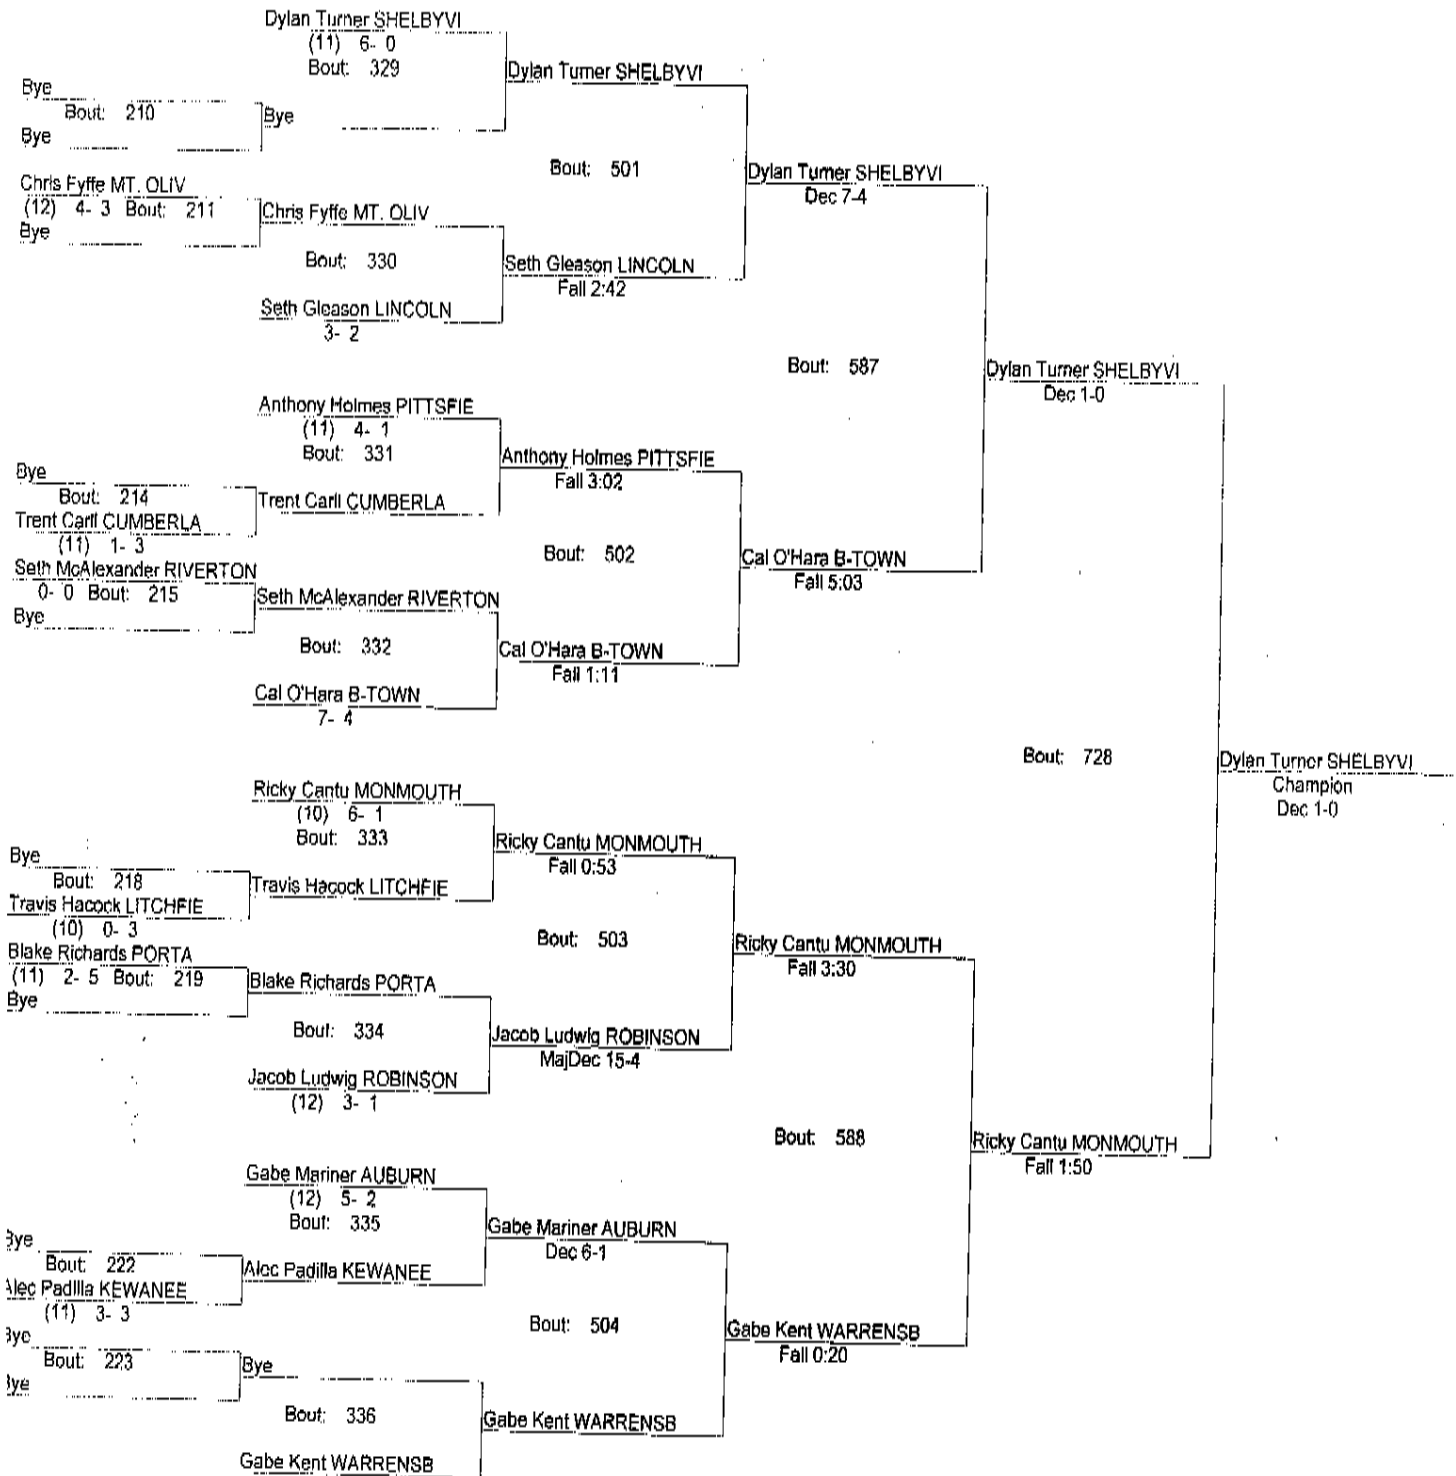 Dylan Turner SHELBYVI
(11) 6- 0
Bout: 329
Dylan Turner SHELBYVI
Bye
Bout: 210
Bye
Bye
Bout: 501
Dylan Turner SHELBYVI
Dec 7-4
Chris Fyffe MT. OLIV
(12) 4- 3 Bout: 211
Bye
Chris Fyffe MT. OLIV
Bout: 330
Seth Gleason LINCOLN
Fall 2:42
Seth Gleason LINCOLN
3- 2
Bout: 587
Dylan Turner SHELBYVI
Dec 1-0
Anthony Holmes PITTSFIE
(11) 4- 1
Bout: 331
Anthony Holmes PITTSFIE
Fall 3:02
Bye
Bout: 214
Trent Carll CUMBERLA
Trent Carll CUMBERLA
(11) 1- 3
Bout: 502
Cal O'Hara B-TOWN
Fall 5:03
Seth McAlexander RIVERTON
0- 0 Bout: 215
Bye
Seth McAlexander RIVERTON
Bout: 332
Cal O'Hara B-TOWN
Fall 1:11
Cal O'Hara B-TOWN
7- 4
Bout: 728
Dylan Turner SHELBYVI
Champion
Dec 1-0
Ricky Cantu MONMOUTH
(10) 6- 1
Bout: 333
Ricky Cantu MONMOUTH
Fall 0:53
Bye
Bout: 218
Travis Hacock LITCHFIE
Travis Hacock LITCHFIE
(10) 0- 3
Bout: 503
Ricky Cantu MONMOUTH
Fall 3:30
Blake Richards PORTA
(11) 2- 5 Bout: 219
Bye
Blake Richards PORTA
Bout: 334
Jacob Ludwig ROBINSON
MajDec 15-4
Jacob Ludwig ROBINSON
(12) 3- 1
Bout: 588
Ricky Cantu MONMOUTH
Fall 1:50
Gabe Mariner AUBURN
(12) 5- 2
Bout: 335
Gabe Mariner AUBURN
Dec 6-1
Bye
Bout: 222
Alec Padilla KEWANEE
Alec Padilla KEWANEE
(11) 3- 3
Bout: 504
Gabe Kent WARRENSB
Fall 0:20
Bye
Bout: 223
Bye
Bye
Bout: 336
Gabe Kent WARRENSB
Gabe Kent WARRENSB